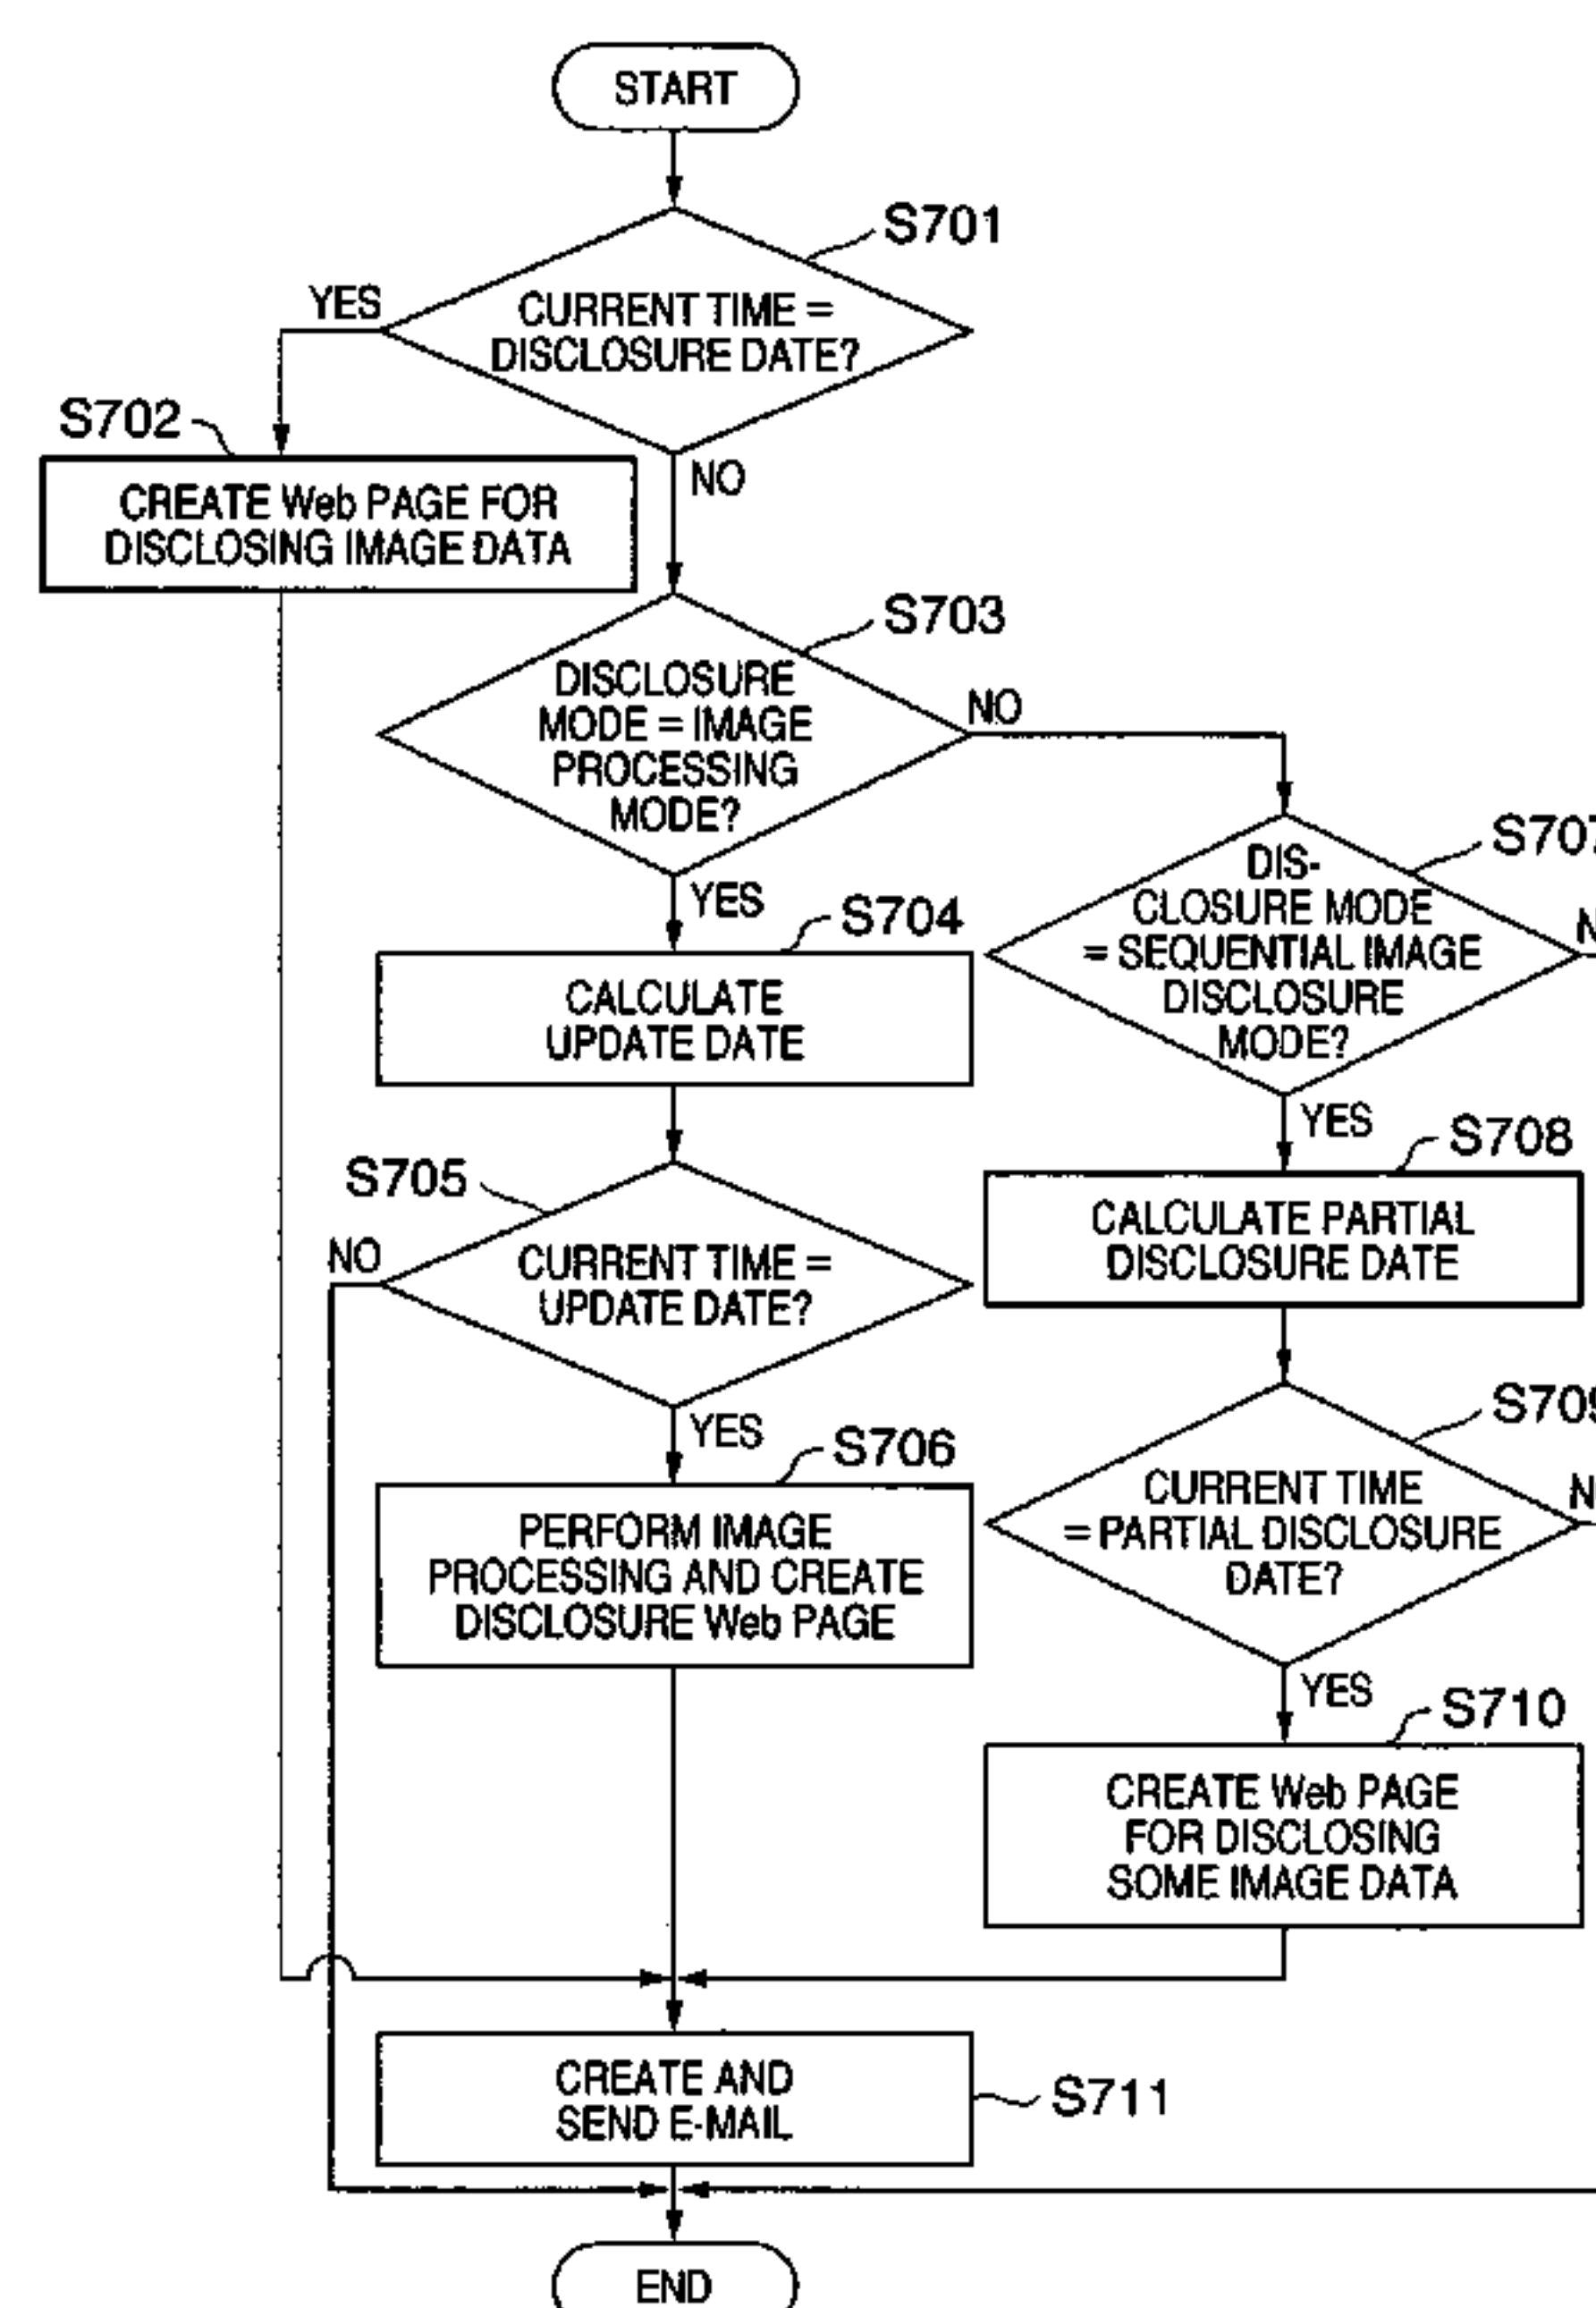 START
S701
YES
CURRENT TIME =
DISCLOSURE DATE?
S702
NO
CREATE Web PAGE FOR
DISCLOSING IMAGE DATA
S703
DISCLOSURE
MODE = IMAGE
PROCESSING
MODE?
NO
YES
S704
CALCULATE
UPDATE DATE
DIS-
CLOSURE MODE
= SEQUENTIAL IMAGE
DISCLOSURE
MODE?
YES
S705
NO
CURRENT TIME =
UPDATE DATE?
S708
CALCULATE PARTIAL
DISCLOSURE DATE
YES
S706
PERFORM IMAGE
PROCESSING AND CREATE
DISCLOSURE Web PAGE
CURRENT TIME
= PARTIAL DISCLOSURE
DATE?
YES
S710
CREATE Web PAGE
FOR DISCLOSING
SOME IMAGE DATA
CREATE AND
SEND E-MAIL
S711
END